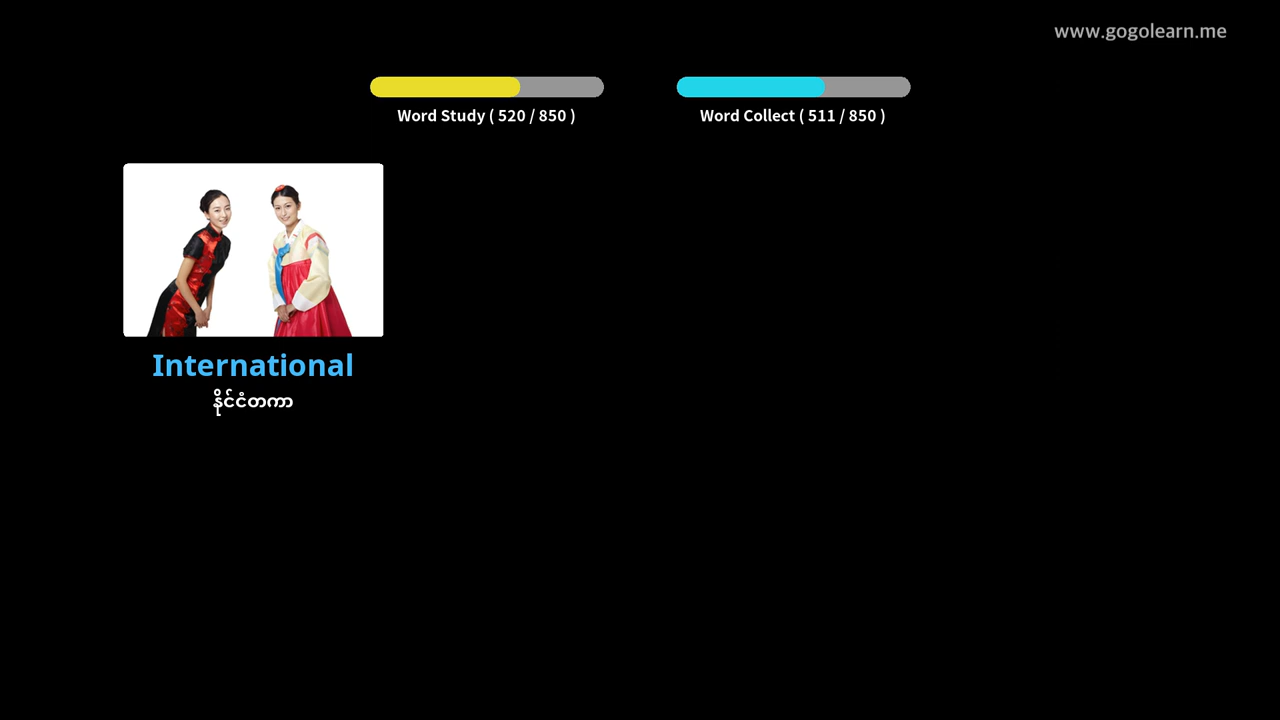 www.gogolearn.me
Word Study ( 520 / 850 )
Word Collect ( 511 / 850 )
International
နိုင်ငံတကာ